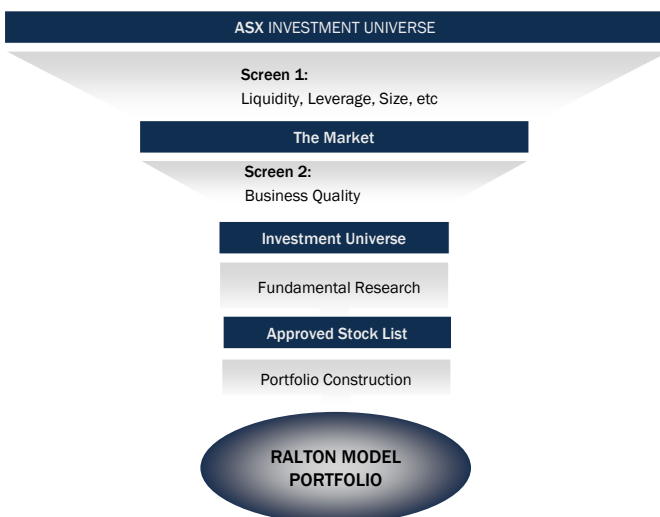 ASX INVESTMENT UNIVERSE
Screen 1:
Liquidity, Leverage, Size, etc
The Market
Screen 2:
Business Quality
Investment Universe
Fundamental Research
Approved Stock List
Portfolio Construction
RALTON MODEL
PORTFOLIO